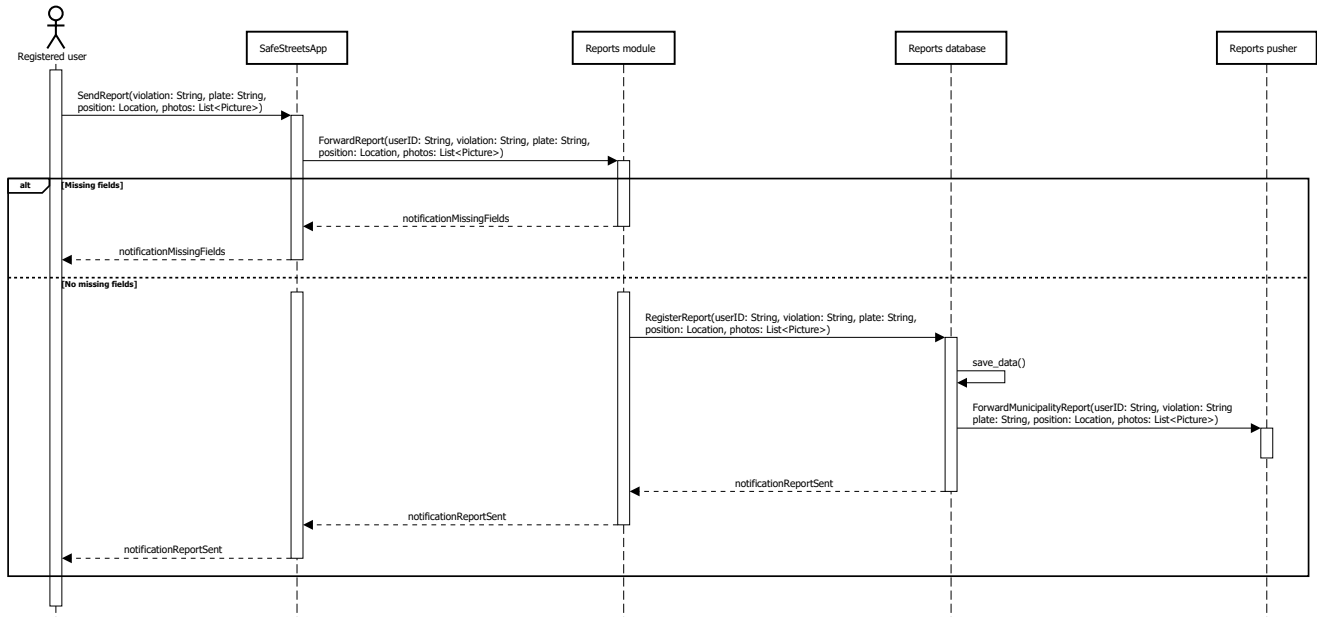 Registered user
SafeStreetsApp
Reports module
Reports database
Reports pusher
SendReport(violation: String, plate: String,
position: Location, photos: List<Picture>)
ForwardReport(userID: String, violation: String, plate: String,
position: Location, photos: List<Picture>)
alt
[Missing fields]
notificationMissingFields
notificationMissingFields
[No missing fields]
RegisterReport(userID: String, violation: String, plate: String,
position: Location, photos: List<Picture>)
save_data()
ForwardMunicipalityReport(userID: String, violation: String
plate: String, position: Location, photos: List<Picture>)
notificationReportSent
notificationReportSent
notificationReportSent